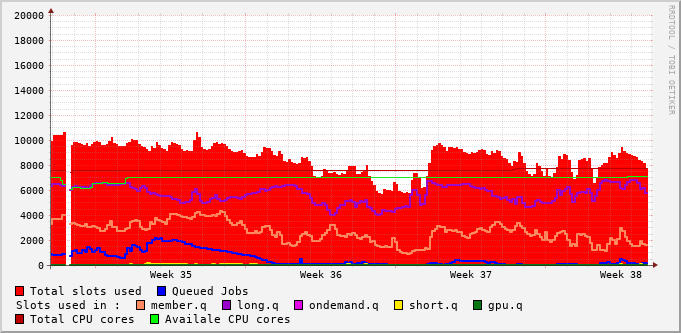 RRDTOOL / TOBI OETIKER
20000
18000
16000
14000
12000
10000
8000
6000
4000
2000
0
Week 35 Week 36 Week 37 Week 38
Total slots used Queued Jobs
Slots used in : member.q long.q ondemand.q short.q gpu.q
Total CPU cores Availale CPU cores